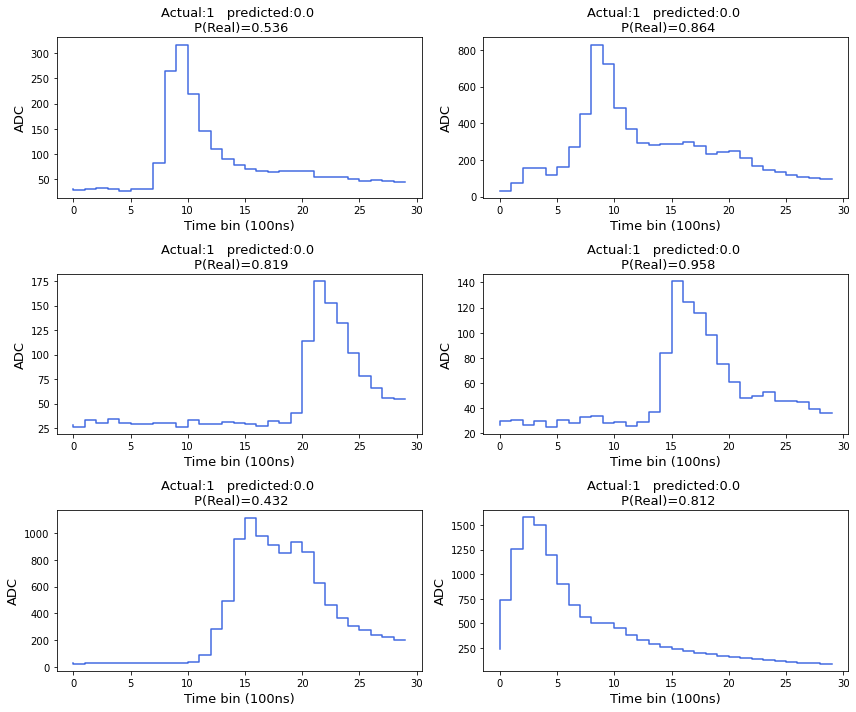 Actual:1 predicted:0.0
P(Real)=0.536
ADC
300
250
200
150
100
50
0 5 10 15 20 25 30
Time bin (100ns)
Actual:1 predicted:0.0
P(Real)=0.864
ADC
800
600
400
200
0
0 5 10 15 20 25 30
Time bin (100ns)
Actual:1 predicted:0.0
P(Real)=0.819
ADC
175
150
125
100
75
50
25
0 5 10 15 20 25 30
Time bin (100ns)
Actual:1 predicted:0.0
P(Real)=0.958
ADC
140
120
100
80
60
40
20
0 5 10 15 20 25 30
Time bin (100ns)
Actual:1 predicted:0.0
P(Real)=0.432
ADC
1000
800
600
400
200
0
0 5 10 15 20 25 30
Time bin (100ns)
Actual:1 predicted:0.0
P(Real)=0.812
ADC
1500
1250
1000
750
500
250
0 5 10 15 20 25 30
Time bin (100ns)